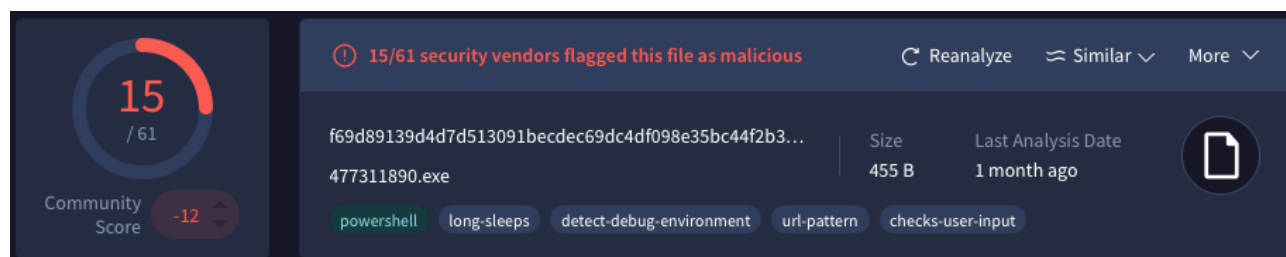 15
/ 61
Community
Score
-12
15/61 security vendors flagged this file as malicious
Reanalyze
Similar
More
f69d89139d4d7d513091becdec69dc4df098e35bc44f2b3...
477311890.exe
Size
455 B
Last Analysis Date
1 month ago
powershell
long-sleeps
detect-debug-environment
url-pattern
checks-user-input